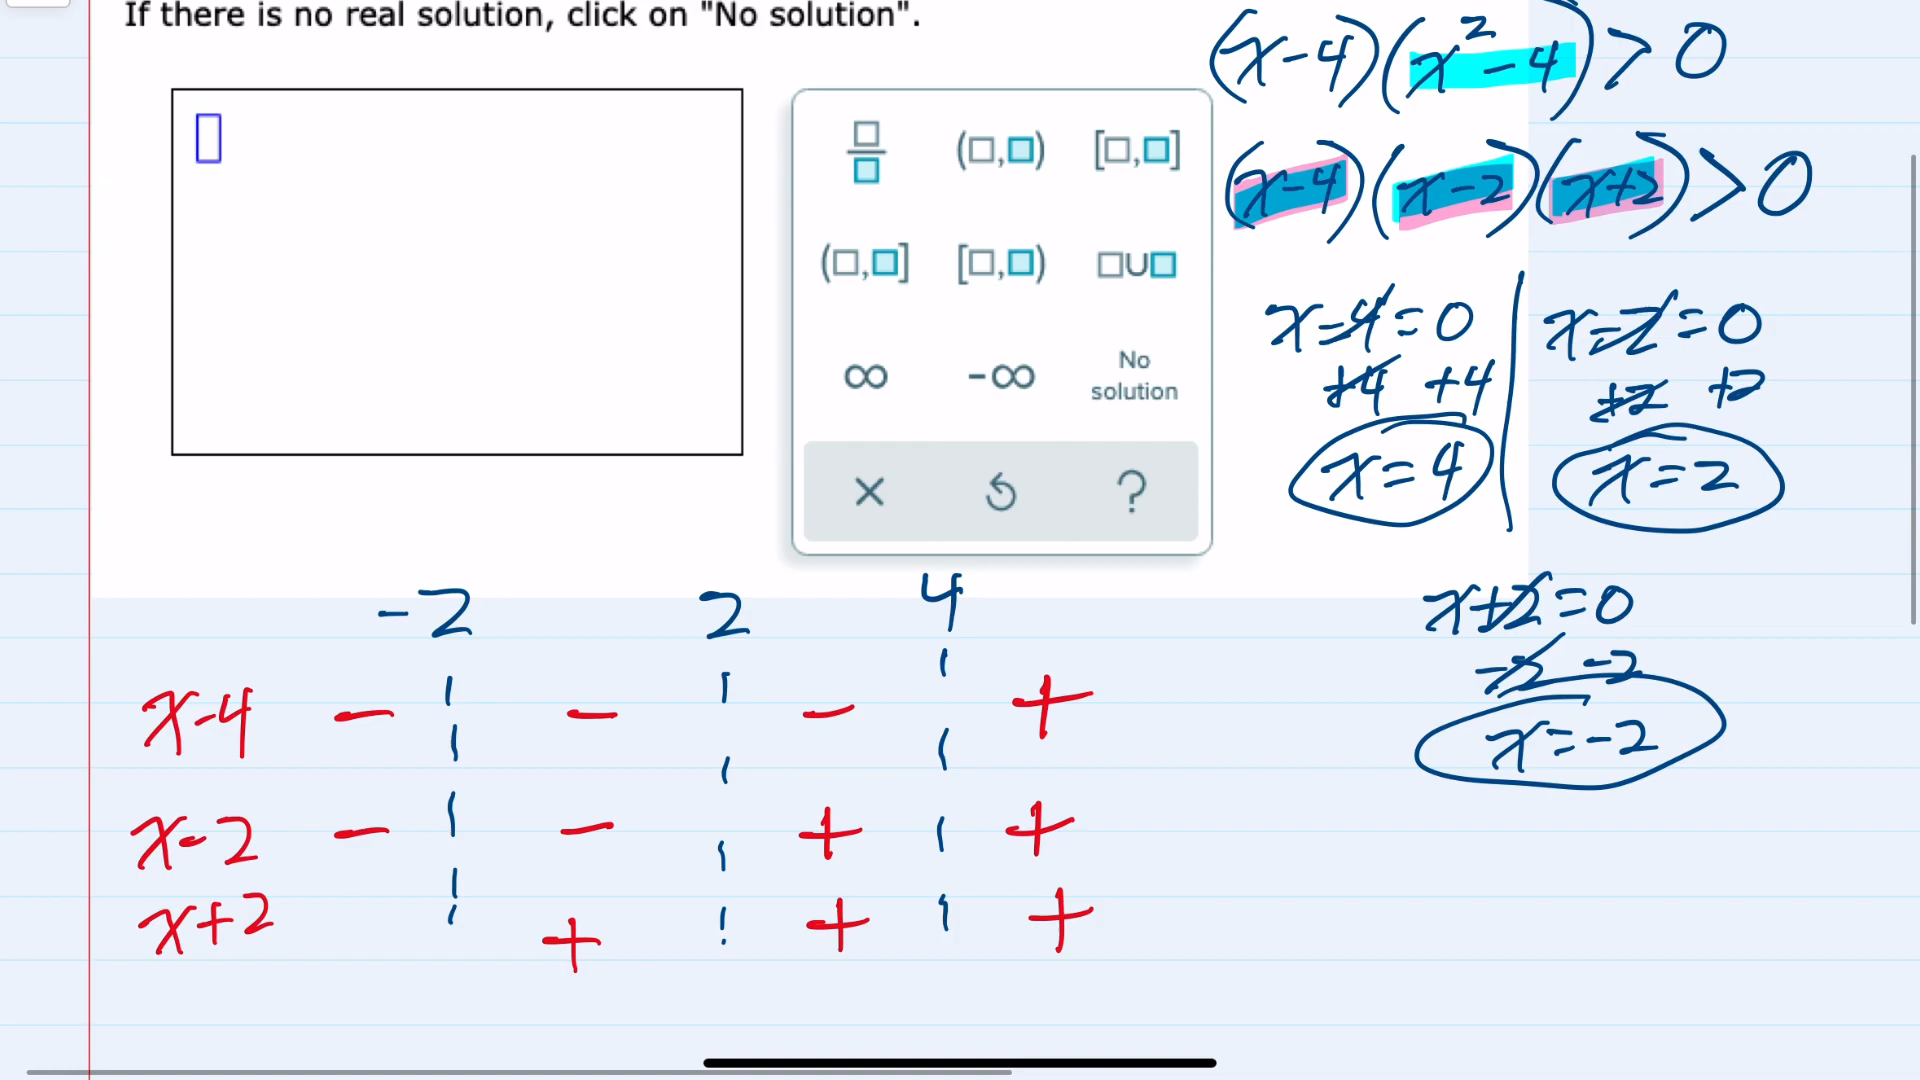 If there is no real solution, click on "No solution".
(x-4)(x²-4)>0
(x-4)(x-2)(x+2)>0
□/□ (□,□) [□,□]
(□,□] [□,□) □∪□
∞ -∞ No solution
× ↺ ?
x-4=0
+4 +4
x=4
x-2=0
+2 +2
x=2
x+2=0
-2 -2
x=-2
-2 2 4
x-4 - - - +
x-2 - - + +
x+2 + + +